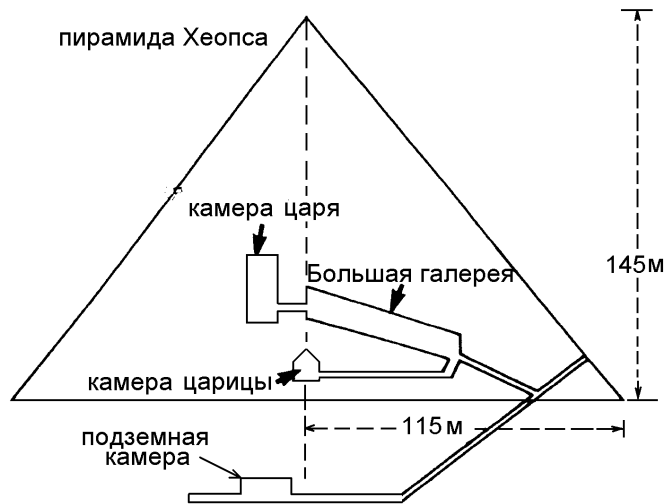 пирамида Хеопса
камера царя
Большая галерея
145м
камера царицы
115м
подземная
камера